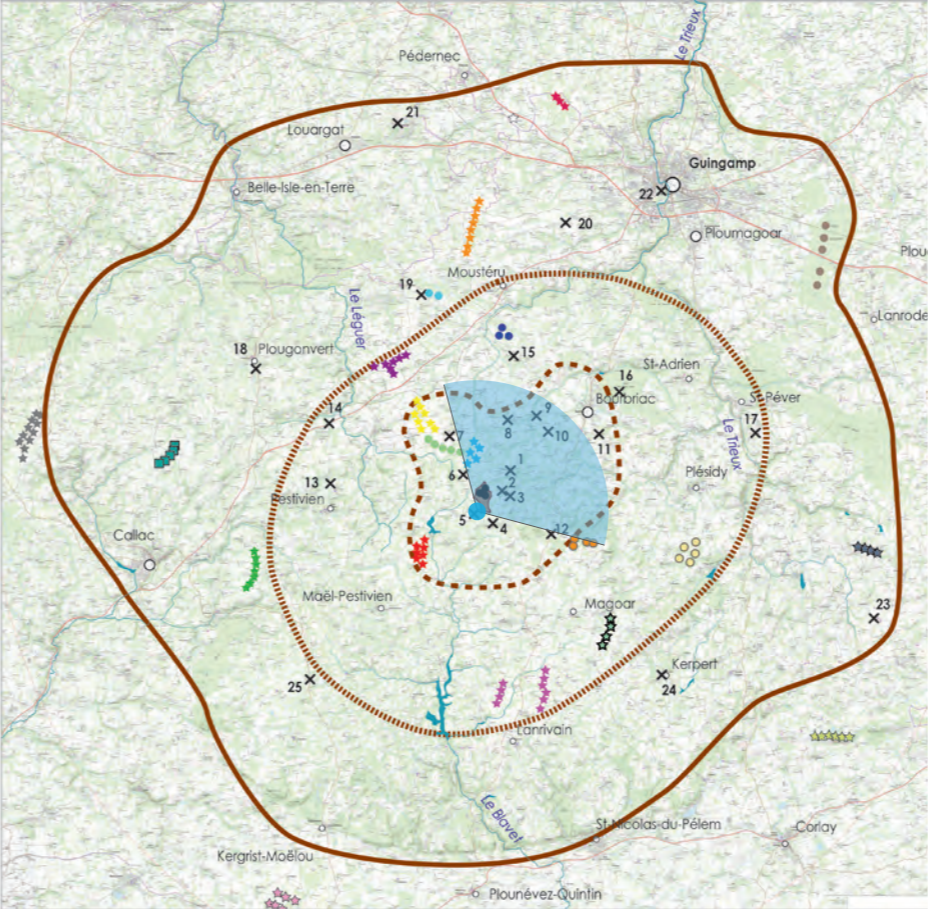 Le Trieux
Pédernec
21
Louargat
Guingamp
22
Belle-Isle-en-Terre
20
Ploumagoar
Plou
Moustéru
19
Le Léguer
Lanrode
18
Plougonvert
15
St-Adrien
16
St-Péver
14
Bourbriac
9
17
8
10
11
7
Le Trieux
1
Plésidy
6
2
13
3
Pestivien
5
4
12
Callac
Maël-Pestivien
Magoar
23
Kerpert
24
25
Lanrivain
Le Blavet
St-Nicolas-du-Pélem
Corlay
Kergrist-Moëlou
Plounévez-Quintin